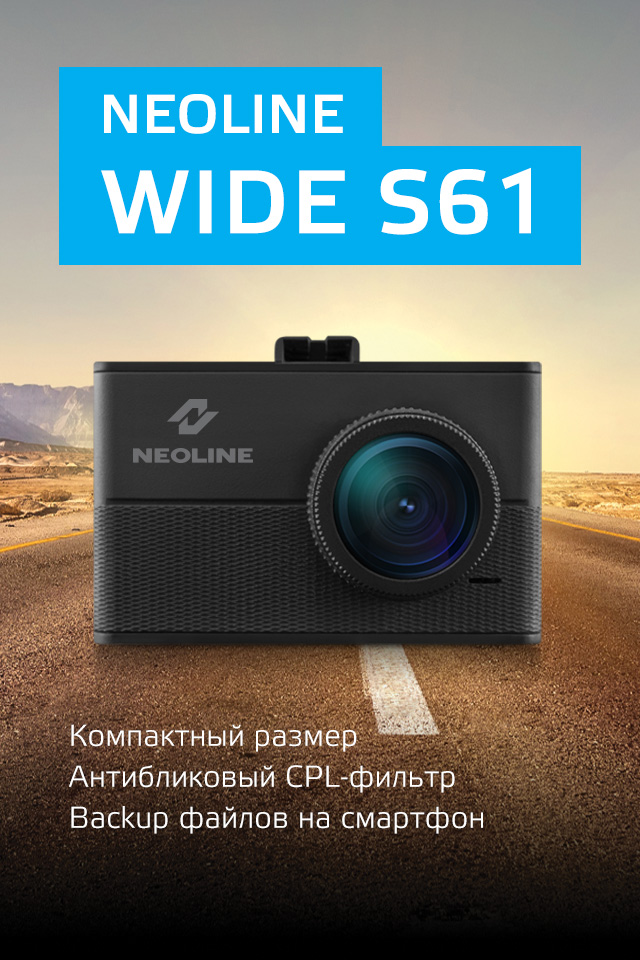 NEOLINE
WIDE S61
NEOLINE
Компактный размер
Антибликовый CPL-фильтр
Backup файлов на смартфон